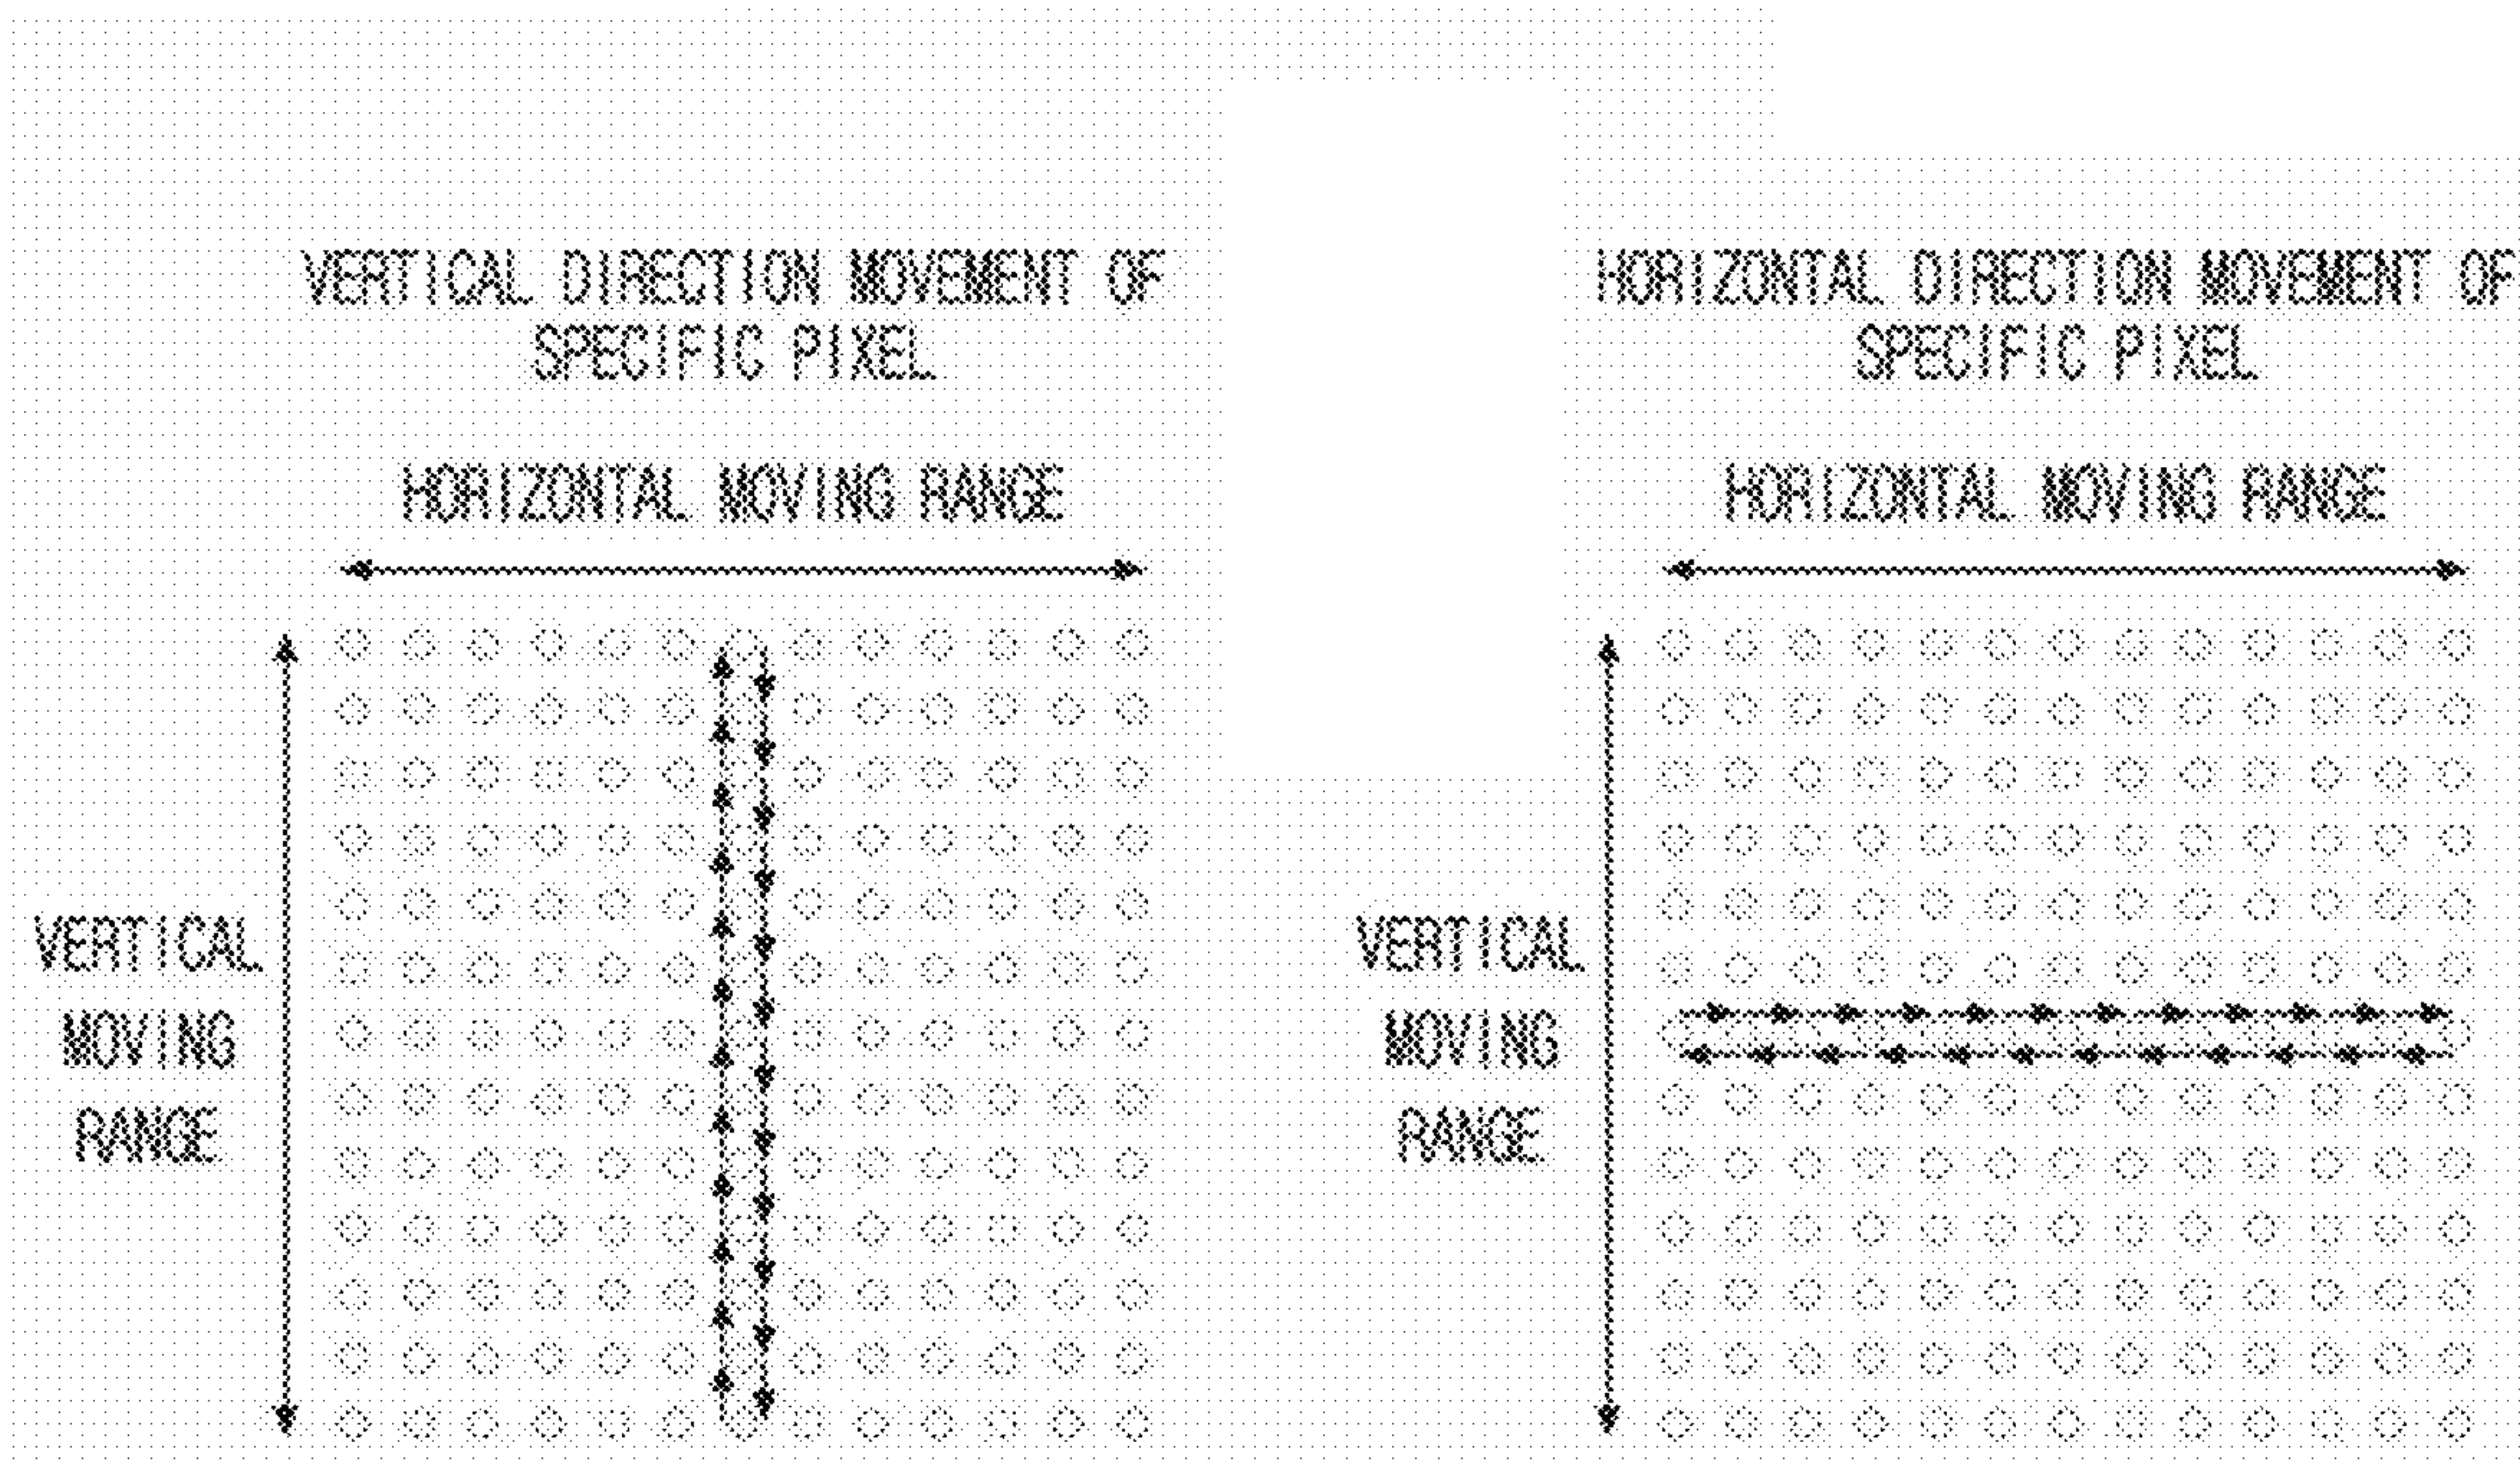 VERTICAL DIRECTION MOVEMENT OF
SPECIFIC PIXEL
HORIZONTAL MOVING RANGE
VERTICAL
MOVING
RANGE
HORIZONTAL DIRECTION MOVEMENT OF
SPECIFIC PIXEL
HORIZONTAL MOVING RANGE
VERTICAL
MOVING
RANGE